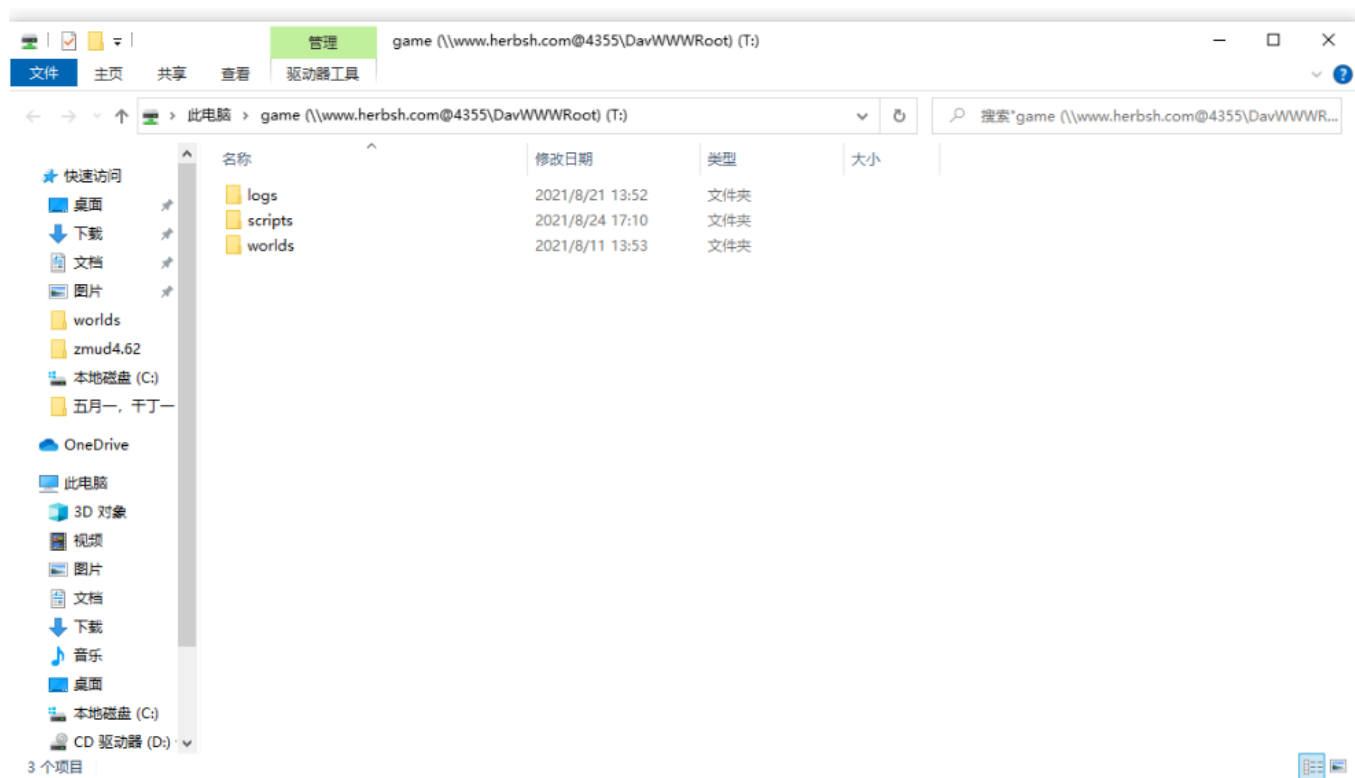 管理 game (\\www.herbsh.com@4355\DavWWWRoot) (T:)
文件 主页 共享 查看 驱动器工具
此电脑 › game (\\www.herbsh.com@4355\DavWWWRoot) (T:)
搜索"game (\\www.herbsh.com@4355\DavWWWR...
名称 修改日期 类型 大小
logs 2021/8/21 13:52 文件夹
scripts 2021/8/24 17:10 文件夹
worlds 2021/8/11 13:53 文件夹
快速访问
桌面
下载
文档
图片
worlds
zmud4.62
本地磁盘 (C:)
五月一，干丁一
OneDrive
此电脑
3D 对象
视频
图片
文档
下载
音乐
桌面
本地磁盘 (C:)
CD 驱动器 (D:)
3 个项目